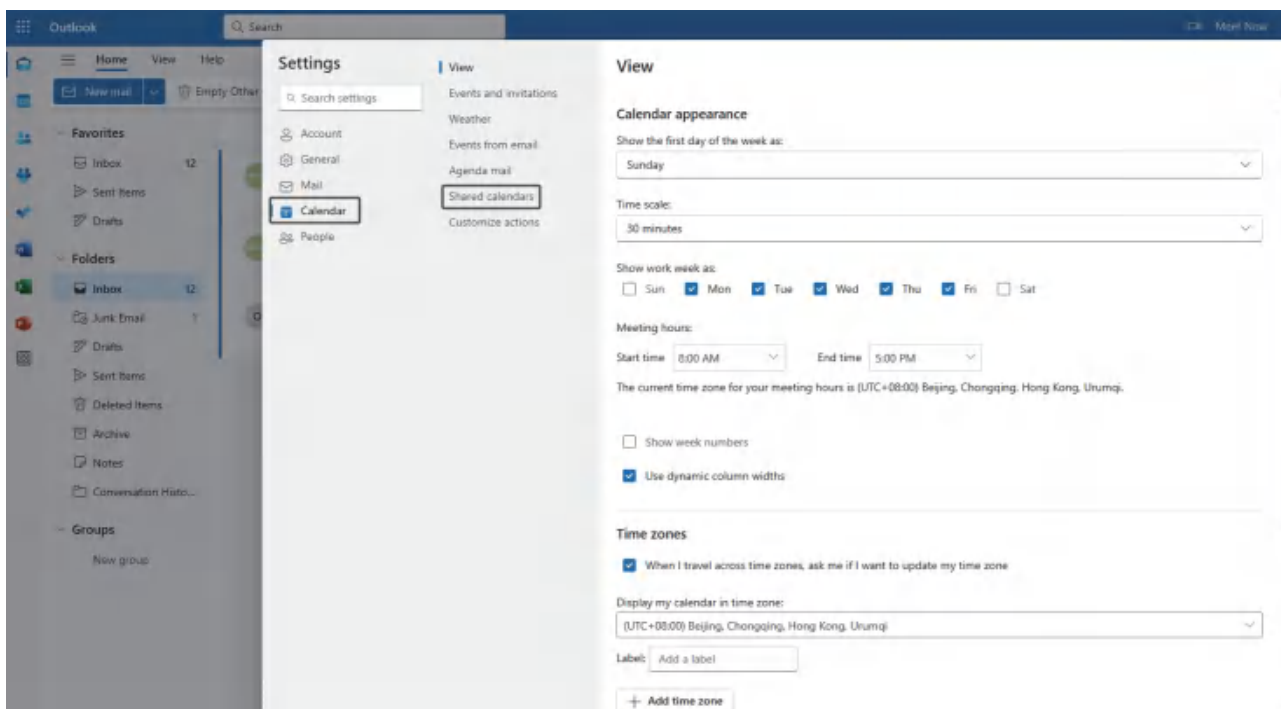 Outlook
Search
Meet Now
Home View Help
New mail
Empty Other
Favorites
Inbox 12
Sent Items
Drafts
Folders
Inbox 12
Junk Email 1
Drafts
Sent Items
Deleted Items
Archive
Notes
Conversation Histo...
Groups
New group
Settings
Search settings
Account
General
Mail
Calendar
People
View
Events and invitations
Weather
Events from email
Agenda mail
Shared calendars
Customize actions
View
Calendar appearance
Show the first day of the week as:
Sunday
Time scale:
30 minutes
Show work week as:
Sun Mon Tue Wed Thu Fri Sat
Meeting hours:
Start time 8:00 AM End time 5:00 PM
The current time zone for your meeting hours is (UTC+08:00) Beijing, Chongqing, Hong Kong, Urumqi.
Show week numbers
Use dynamic column widths
Time zones
When I travel across time zones, ask me if I want to update my time zone
Display my calendar in time zone:
(UTC+08:00) Beijing, Chongqing, Hong Kong, Urumqi
Label: Add a label
+ Add time zone